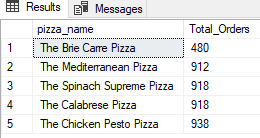 Results Messages
pizza_name Total_Orders
1 The Brie Carre Pizza 480
2 The Mediterranean Pizza 912
3 The Spinach Supreme Pizza 918
4 The Calabrese Pizza 918
5 The Chicken Pesto Pizza 938